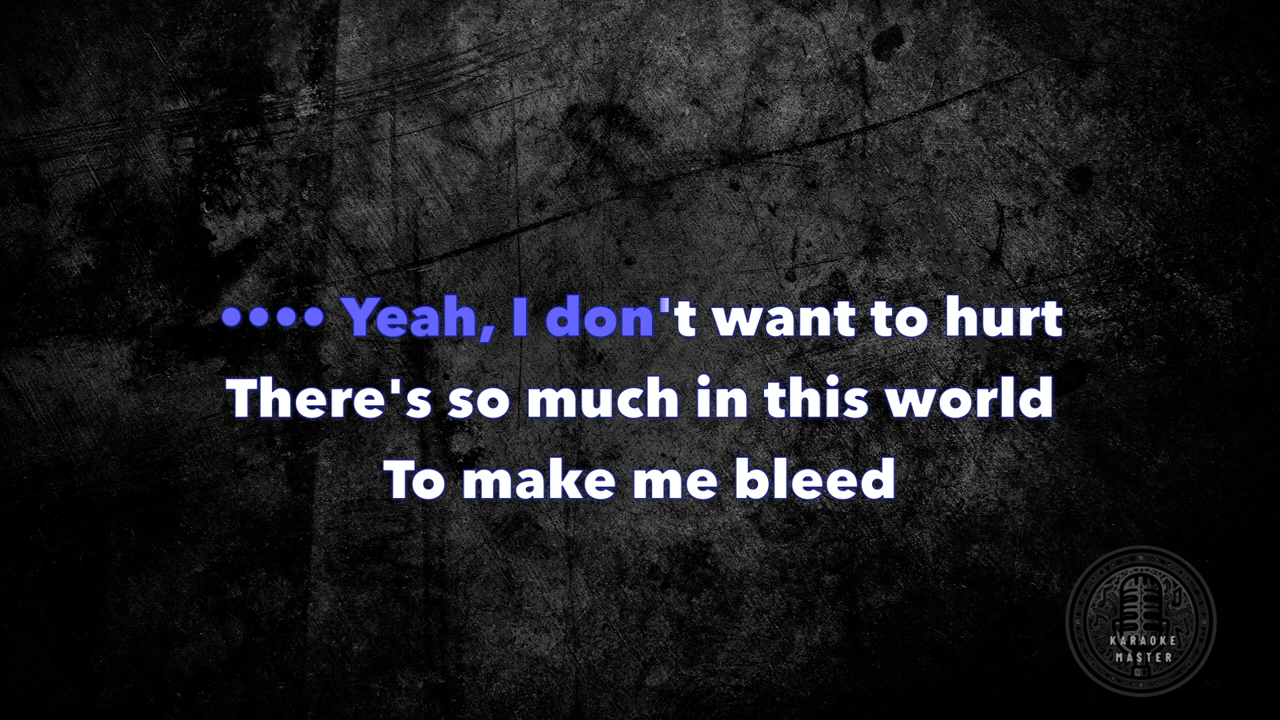 •••• Yeah, I don't want to hurt
There's so much in this world
To make me bleed
KARAOKE
MASTER